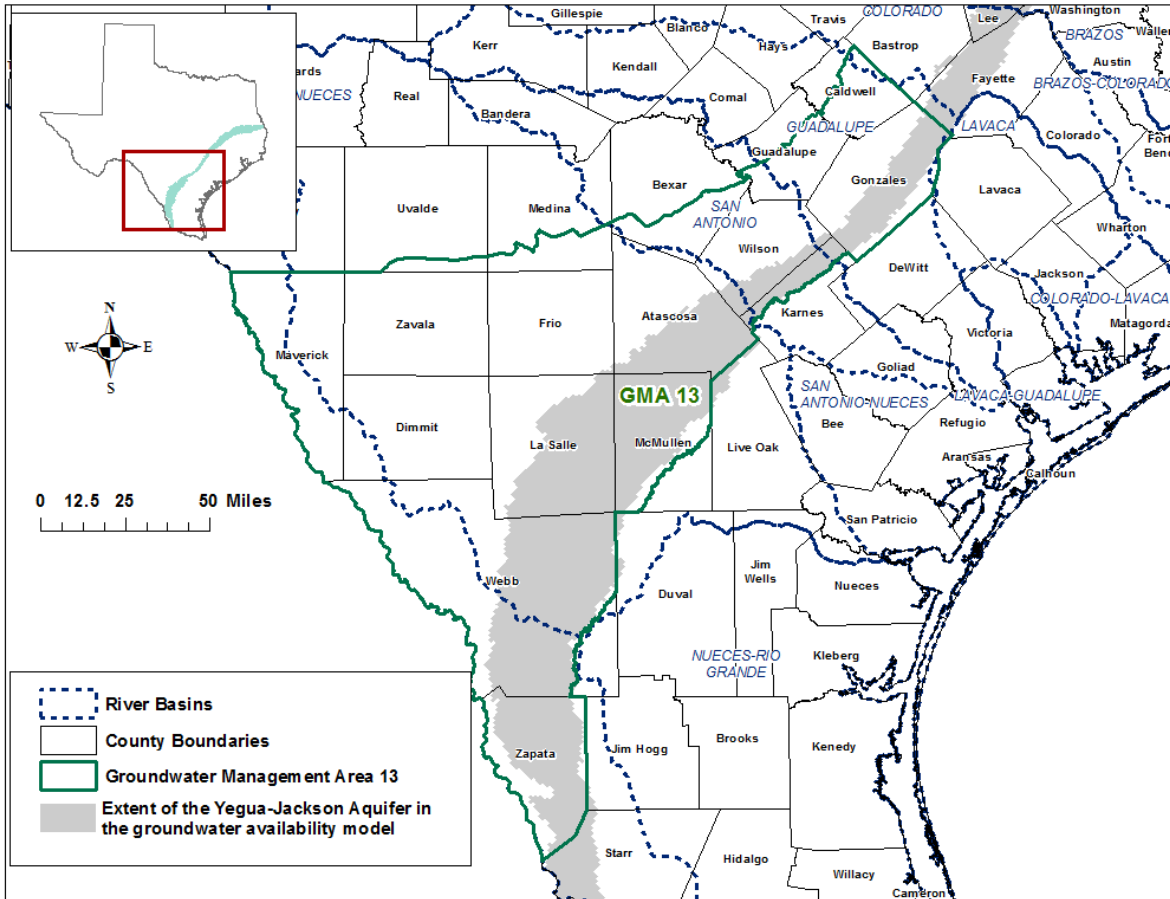 Gillespie
Travis
COLORADO
Lee
Washington
Blanco
Hays
Bastrop
BRAZOS
Waller
Kerr
Austin
ards
Kendall
Fayette
NUECES
Real
Caldwell
BRAZOS-COLORADO
Comal
Bandera
GUADALUPE
LAVACA
Colorado
Fort
Bend
Guadalupe
Gonzales
Bexar
Lavaca
Uvalde
Medina
SAN
ANTONIO
Wharton
Wilson
DeWitt
Jackson
COLORADO-LAVACA
N
W
E
S
Zavala
Frio
Atascosa
Karnes
Matagorda
Victoria
Maverick
Goliad
GMA 13
SAN
ANTONIO-NUECES
LAVACA-GUADALUPE
Dimmit
La Salle
McMullen
Live Oak
Bee
Refugio
Aransas
Calhoun
0 12.5 25 50 Miles
San Patricio
Webb
Duval
Jim
Wells
Nueces
NUECES-RIO
GRANDE
Kleberg
Zapata
Jim Hogg
Brooks
Kenedy
Starr
Hidalgo
Willacy
Cameron
River Basins
County Boundaries
Groundwater Management Area 13
Extent of the Yegua-Jackson Aquifer in
the groundwater availability model